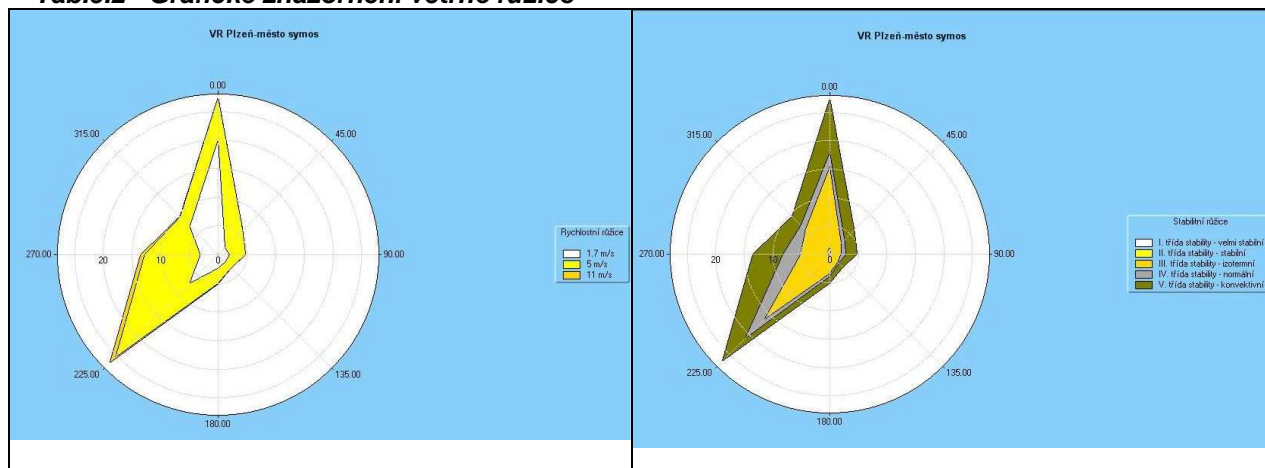 VR Plzeň-město symos
0.00
315.00
45.00
270.00
20
10
0
90.00
225.00
135.00
180.00
Rychlostní růžice
1.7 m/s
5 m/s
11 m/s
VR Plzeň-město symos
0.00
315.00
45.00
270.00
20
10
0
90.00
225.00
135.00
180.00
Stabilitní růžice
I. třída stability - velmi stabilní
II. třída stability - stabilní
III. třída stability - izotermní
IV. třída stability - normální
V. třída stability - konvektivní